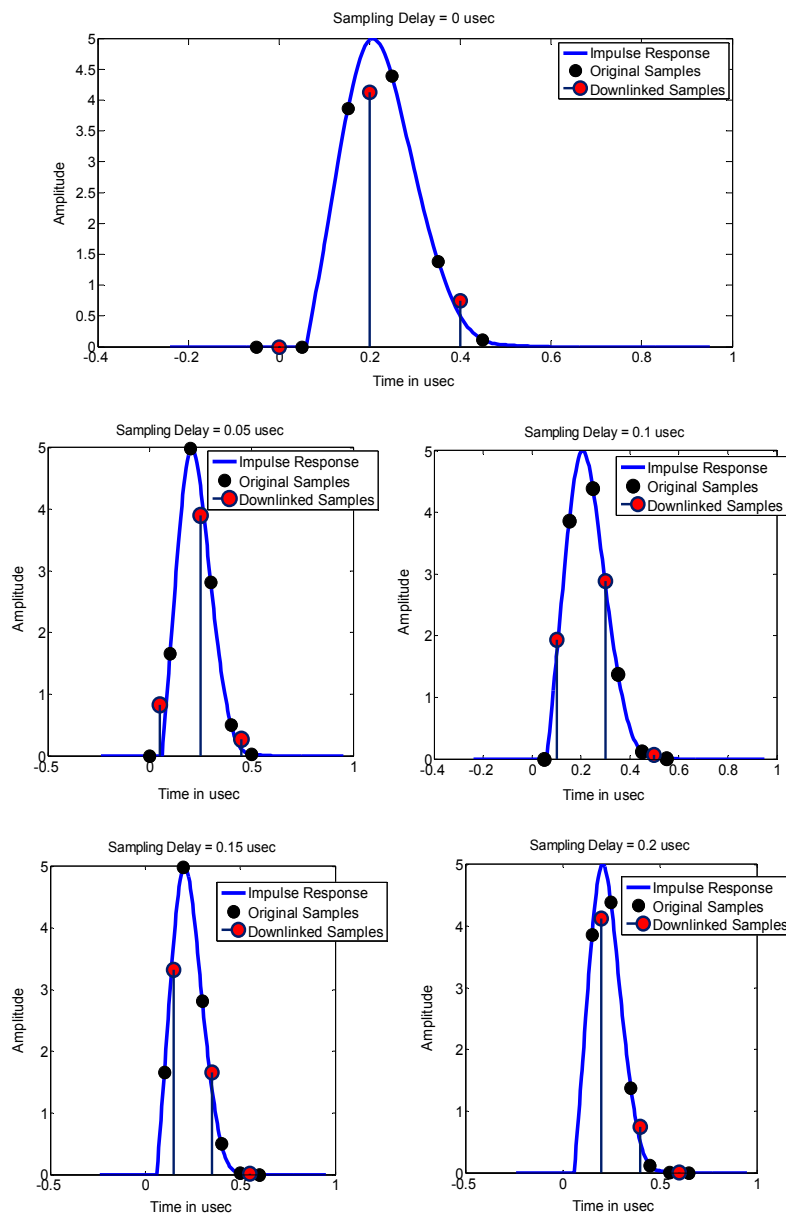 Sampling Delay = 0 usec
5
4.5
4
3.5
3
2.5
2
1.5
1
0.5
0
Amplitude
Impulse Response
Original Samples
Downlinked Samples
-0.4 -0.2 0 0.2 0.4 0.6 0.8 1
Time in usec
Sampling Delay = 0.05 usec
5
4
3
2
1
0
Amplitude
Impulse Response
Original Samples
Downlinked Samples
-0.5 0 0.5 1
Time in usec
Sampling Delay = 0.1 usec
5
4
3
2
1
0
Amplitude
Impulse Response
Original Samples
Downlinked Samples
-0.4 -0.2 0 0.2 0.4 0.6 0.8 1
Time in usec
Sampling Delay = 0.15 usec
5
4
3
2
1
0
Amplitude
Impulse Response
Original Samples
Downlinked Samples
-0.5 0 0.5 1
Time in usec
Sampling Delay = 0.2 usec
5
4
3
2
1
0
Amplitude
Impulse Response
Original Samples
Downlinked Samples
-0.5 0 0.5 1
Time in usec